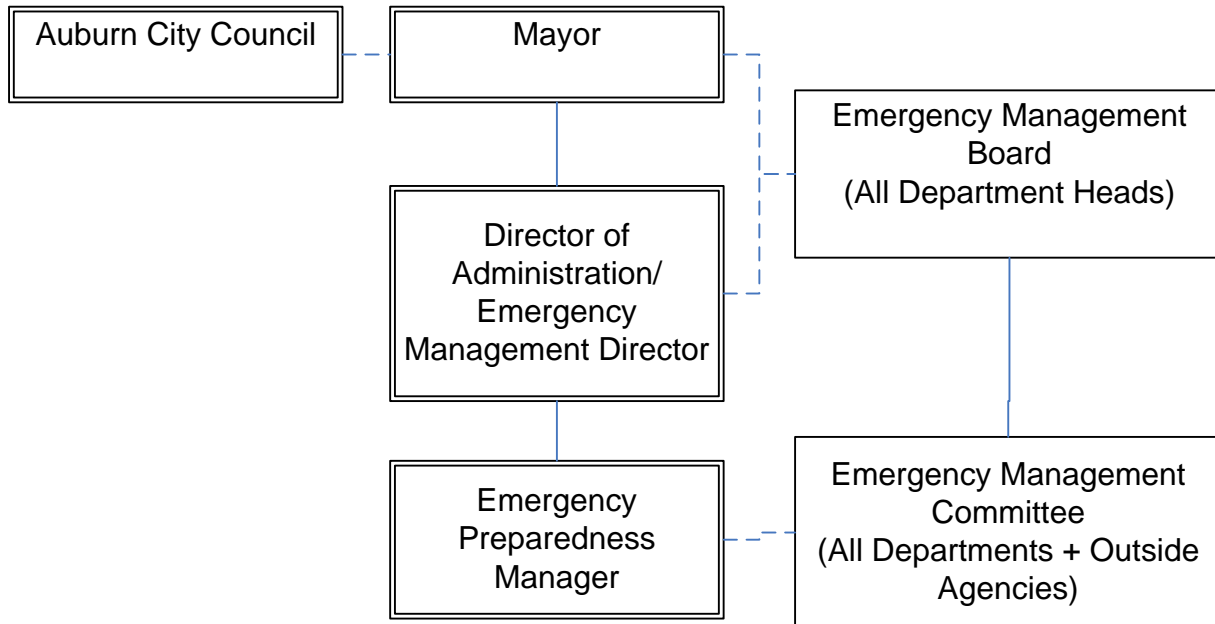 Auburn City Council
Mayor
Emergency Management
Board
(All Department Heads)
Director of
Administration/
Emergency
Management Director
Emergency
Preparedness
Manager
Emergency Management
Committee
(All Departments + Outside
Agencies)